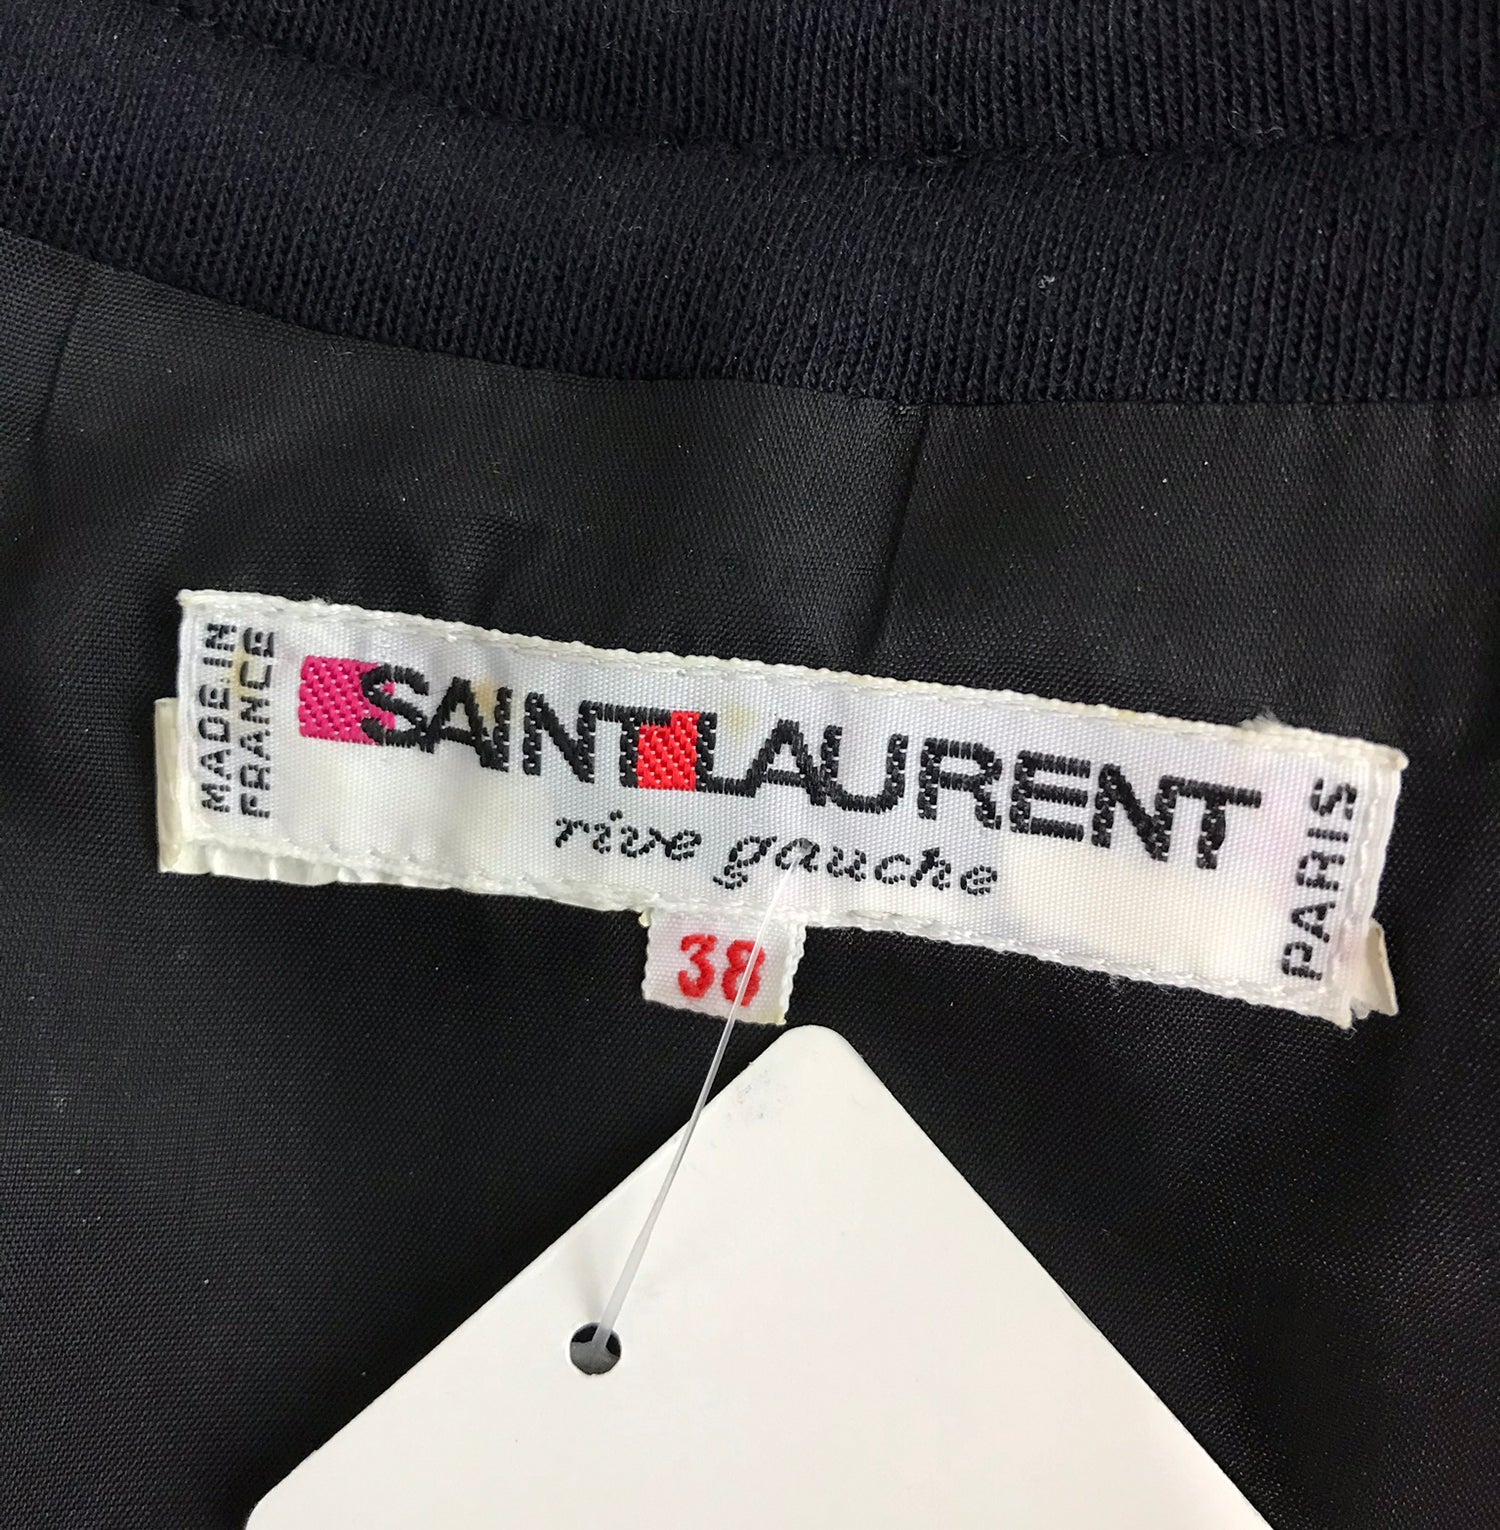 MADE IN
FRANCE
SAINT LAURENT
rive gauche
PARIS
38